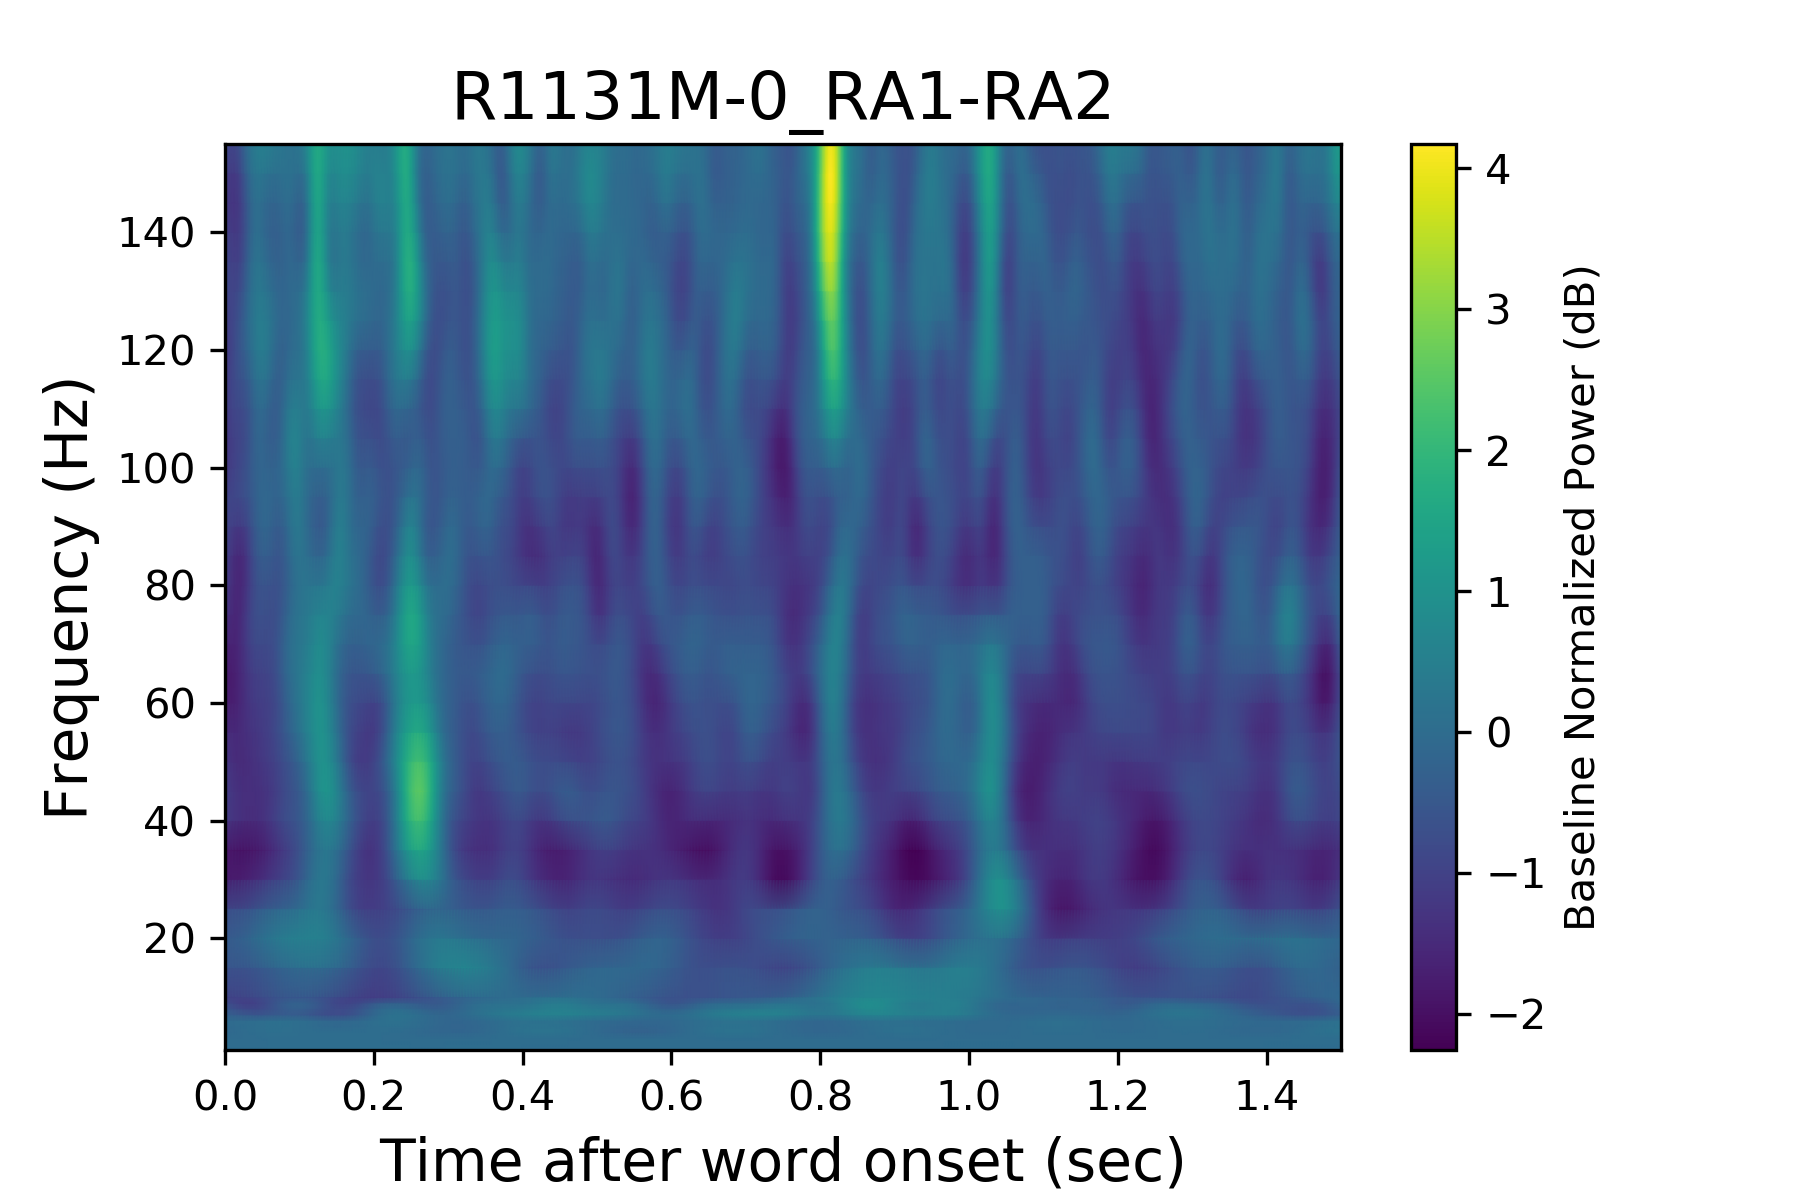 R1131M-0_RA1-RA2
140
120
100
80
60
40
20
Frequency (Hz)
0.0 0.2 0.4 0.6 0.8 1.0 1.2 1.4
Time after word onset (sec)
4
3
2
1
0
−1
−2
Baseline Normalized Power (dB)